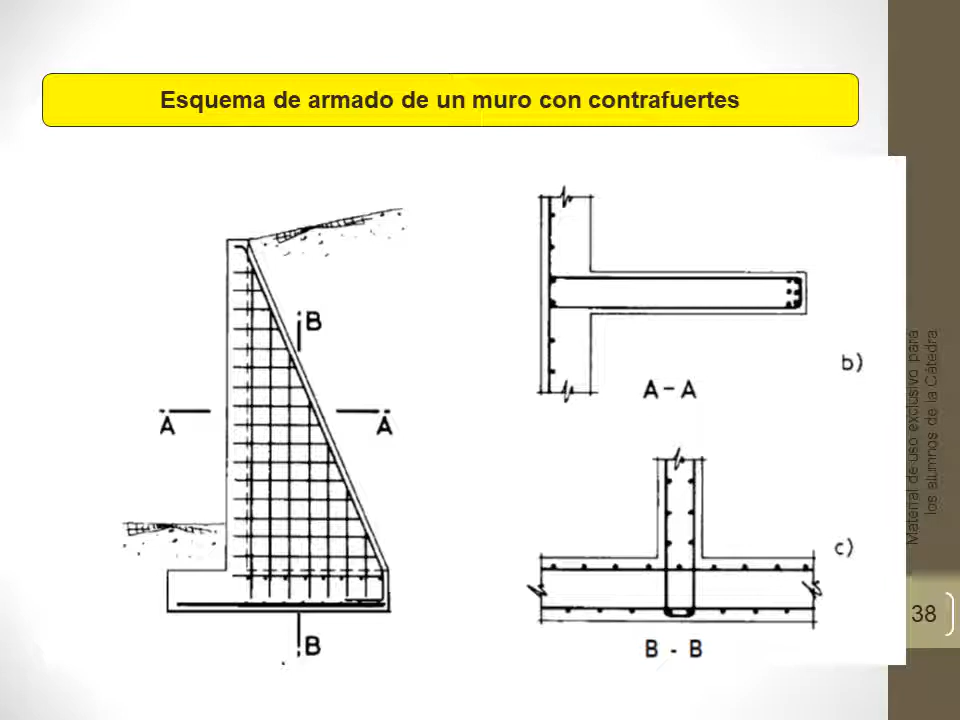 Esquema de armado de un muro con contrafuertes
B
A
A
B
A - A
b)
c)
B - B
Material de uso exclusivo para
los alumnos de la Cátedra
38